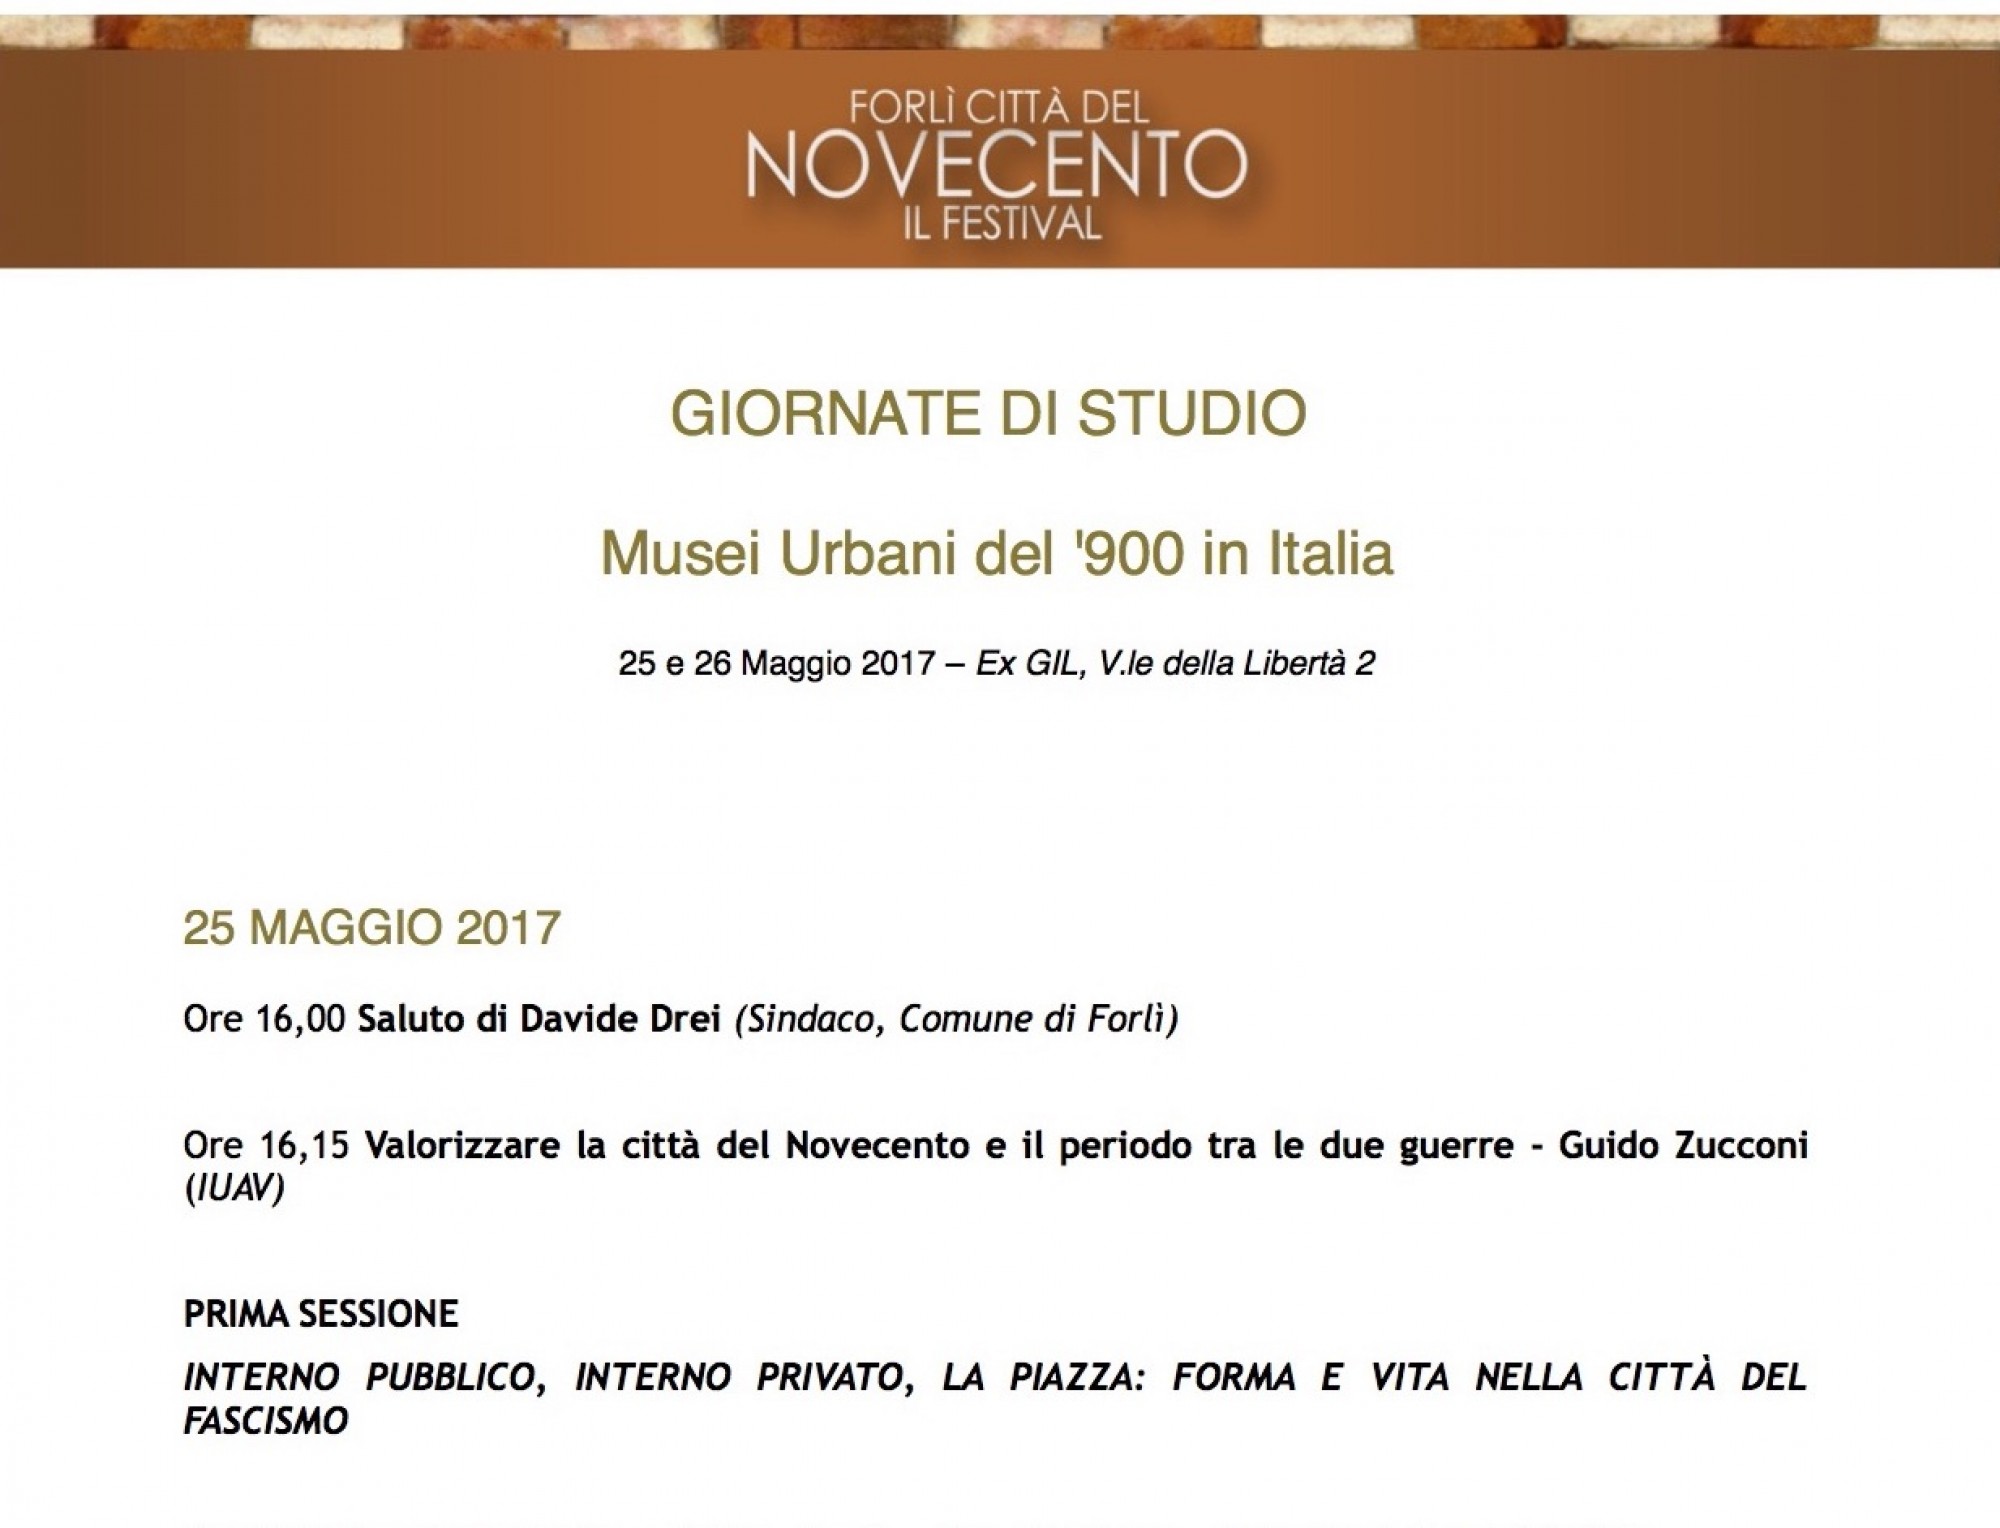 FORLÌ CITTÀ DEL
NOVECENTO
IL FESTIVAL
GIORNATE DI STUDIO
Musei Urbani del '900 in Italia
25 e 26 Maggio 2017 – Ex GIL, V.le della Libertà 2
25 MAGGIO 2017
Ore 16,00 Saluto di Davide Drei (Sindaco, Comune di Forlì)
Ore 16,15 Valorizzare la città del Novecento e il periodo tra le due guerre - Guido Zucconi
(IUAV)
PRIMA SESSIONE
INTERNO PUBBLICO, INTERNO PRIVATO, LA PIAZZA: FORMA E VITA NELLA CITTÀ DEL
FASCISMO